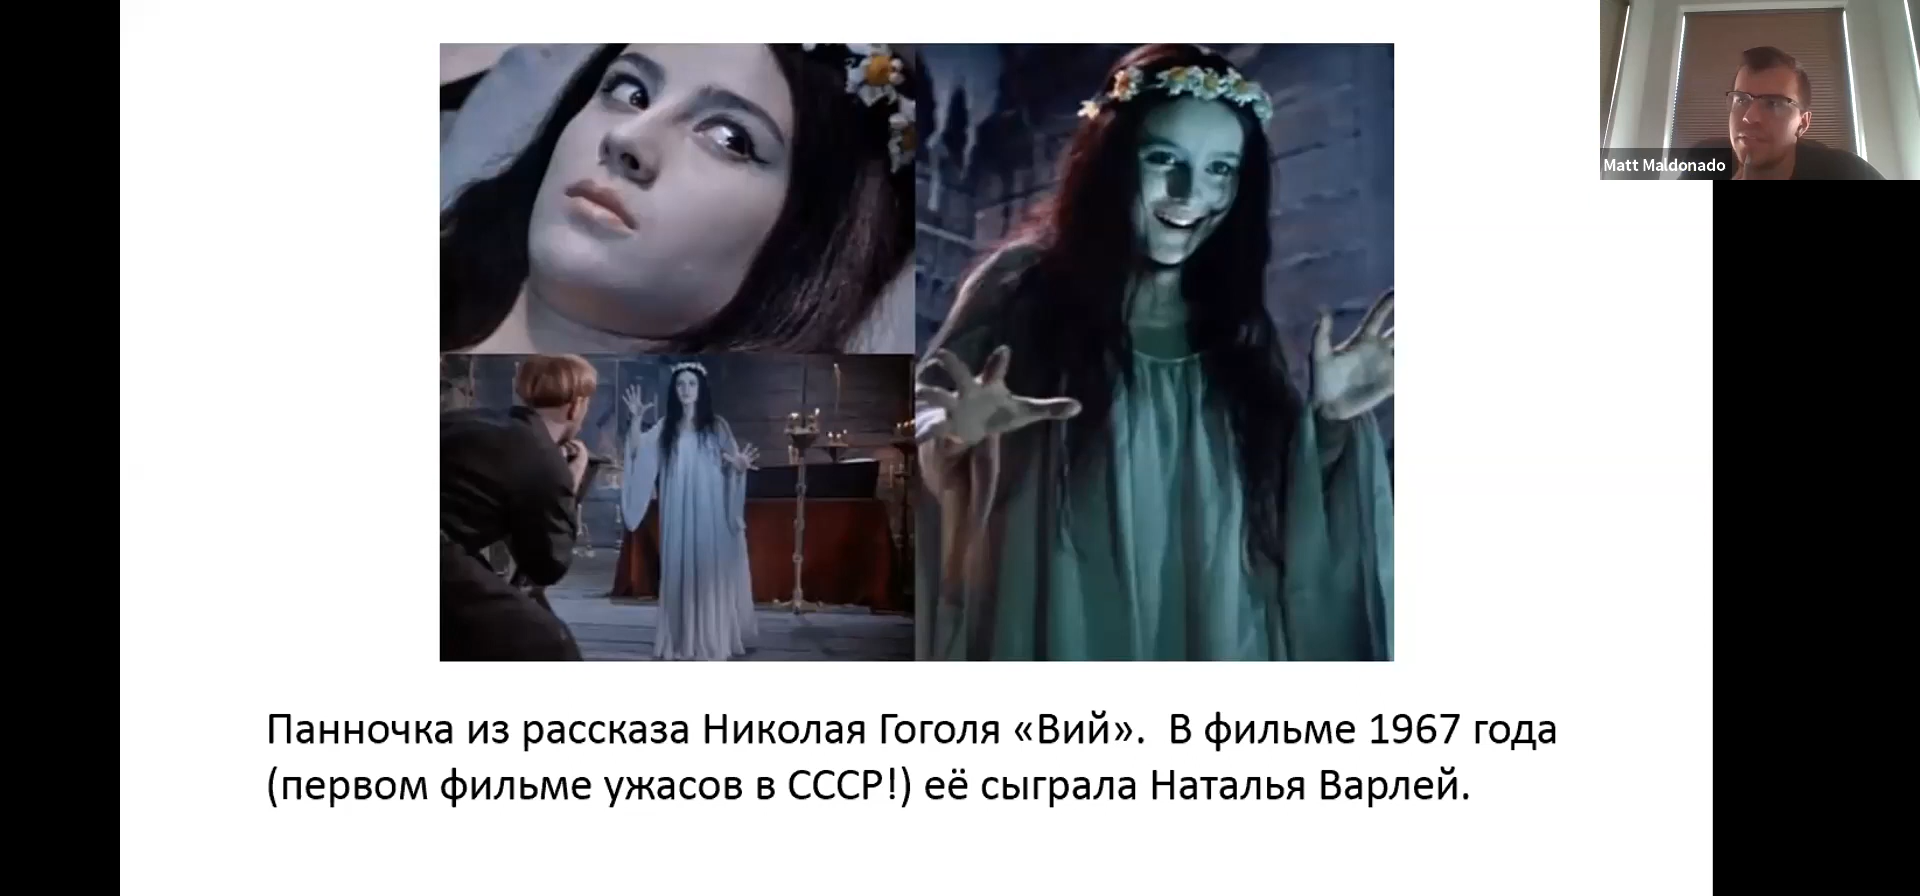 Matt Maldonado
Панночка из рассказа Николая Гоголя «Вий».  В фильме 1967 года
(первом фильме ужасов в СССР!) её сыграла Наталья Варлей.